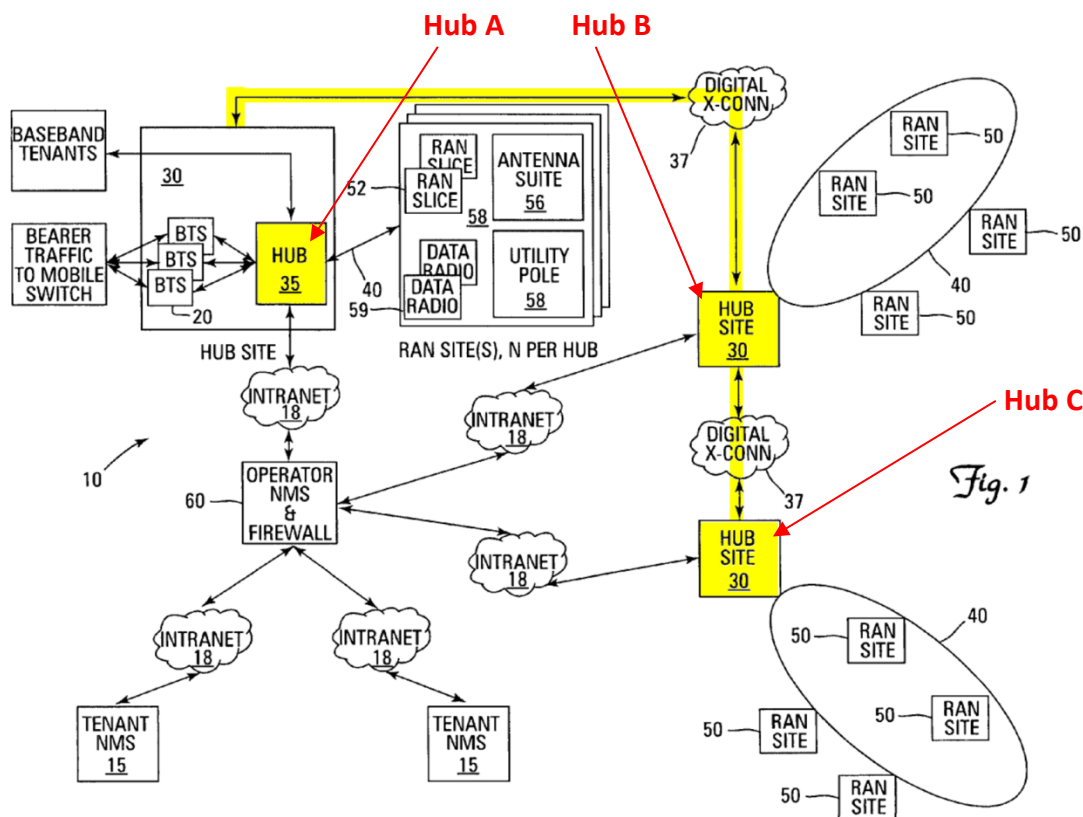 Hub A
Hub B
DIGITAL
X-CONN
37
BASEBAND
TENANTS
30
BEARER
TRAFFIC
TO MOBILE
SWITCH
BTS
BTS
BTS
20
HUB
35
40
52
RAN
SLICE
RAN
SLICE
58
ANTENNA
SUITE
56
DATA
RADIO
DATA
RADIO
59
UTILITY
POLE
58
HUB SITE
RAN SITE(S), N PER HUB
RAN
SITE
50
RAN
SITE
50
RAN
SITE
50
40
RAN
SITE
50
HUB
SITE
30
INTRANET
18
INTRANET
18
Hub C
DIGITAL
X-CONN
37
Fig. 1
10
60
OPERATOR
NMS
&
FIREWALL
INTRANET
18
HUB
SITE
30
INTRANET
18
INTRANET
18
TENANT
NMS
15
TENANT
NMS
15
40
50
RAN
SITE
50
RAN
SITE
50
RAN
SITE
50
RAN
SITE